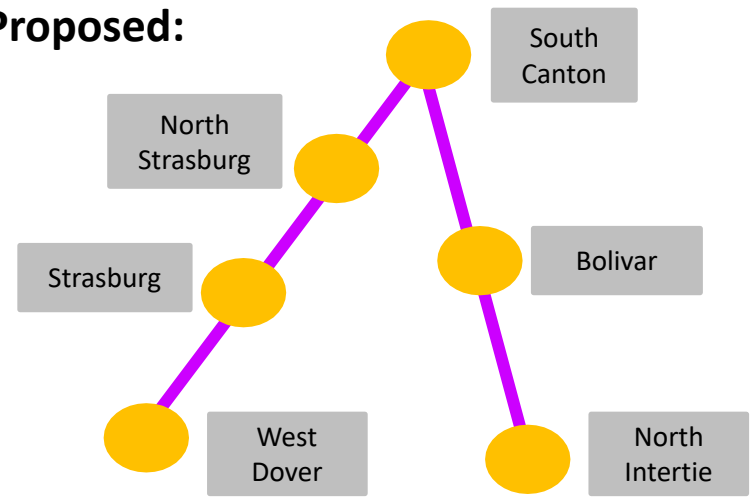 Proposed:
South
Canton
North
Strasburg
Strasburg
Bolivar
West
Dover
North
Intertie